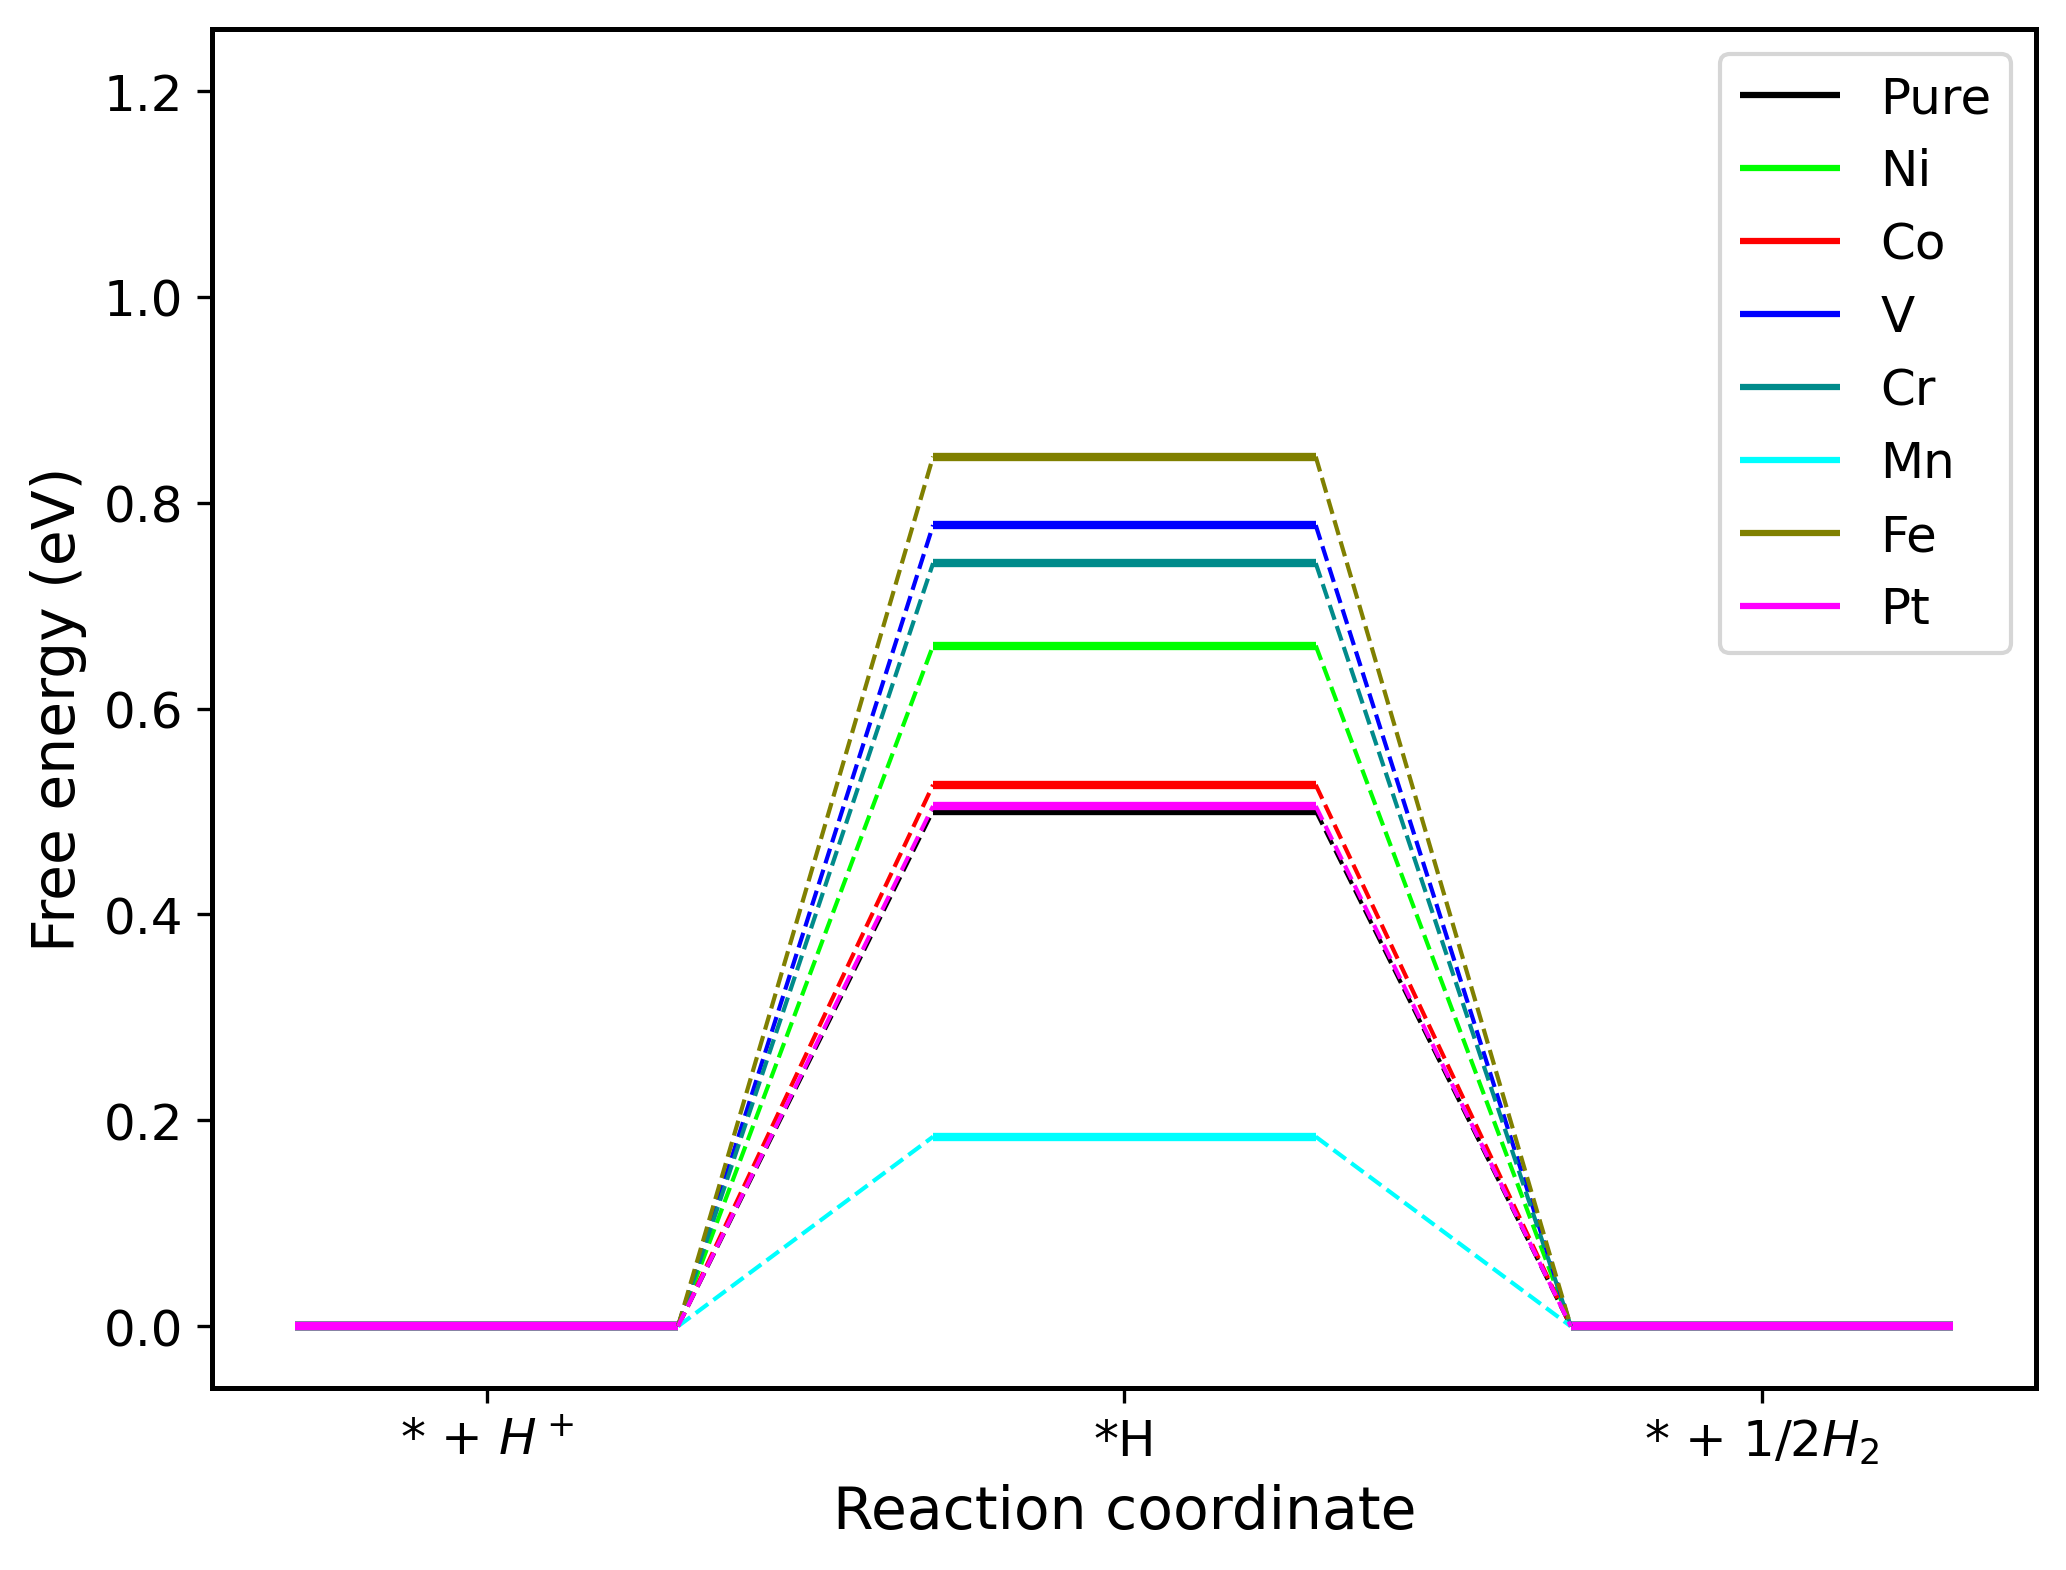 1.2
1.0
0.8
0.6
0.4
0.2
0.0
Free energy (eV)
Pure
Ni
Co
V
Cr
Mn
Fe
Pt
* + H⁺
*H
* + 1/2H₂
Reaction coordinate